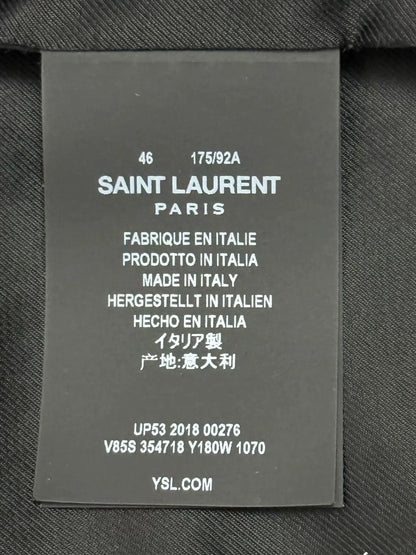 46 175/92A
SAINT LAURENT
PARIS
FABRIQUE EN ITALIE
PRODOTTO IN ITALIA
MADE IN ITALY
HERGESTELLT IN ITALIEN
HECHO EN ITALIA
イタリア製
产地:意大利
UP53 2018 00276
V85S 354718 Y180W 1070
YSL.COM